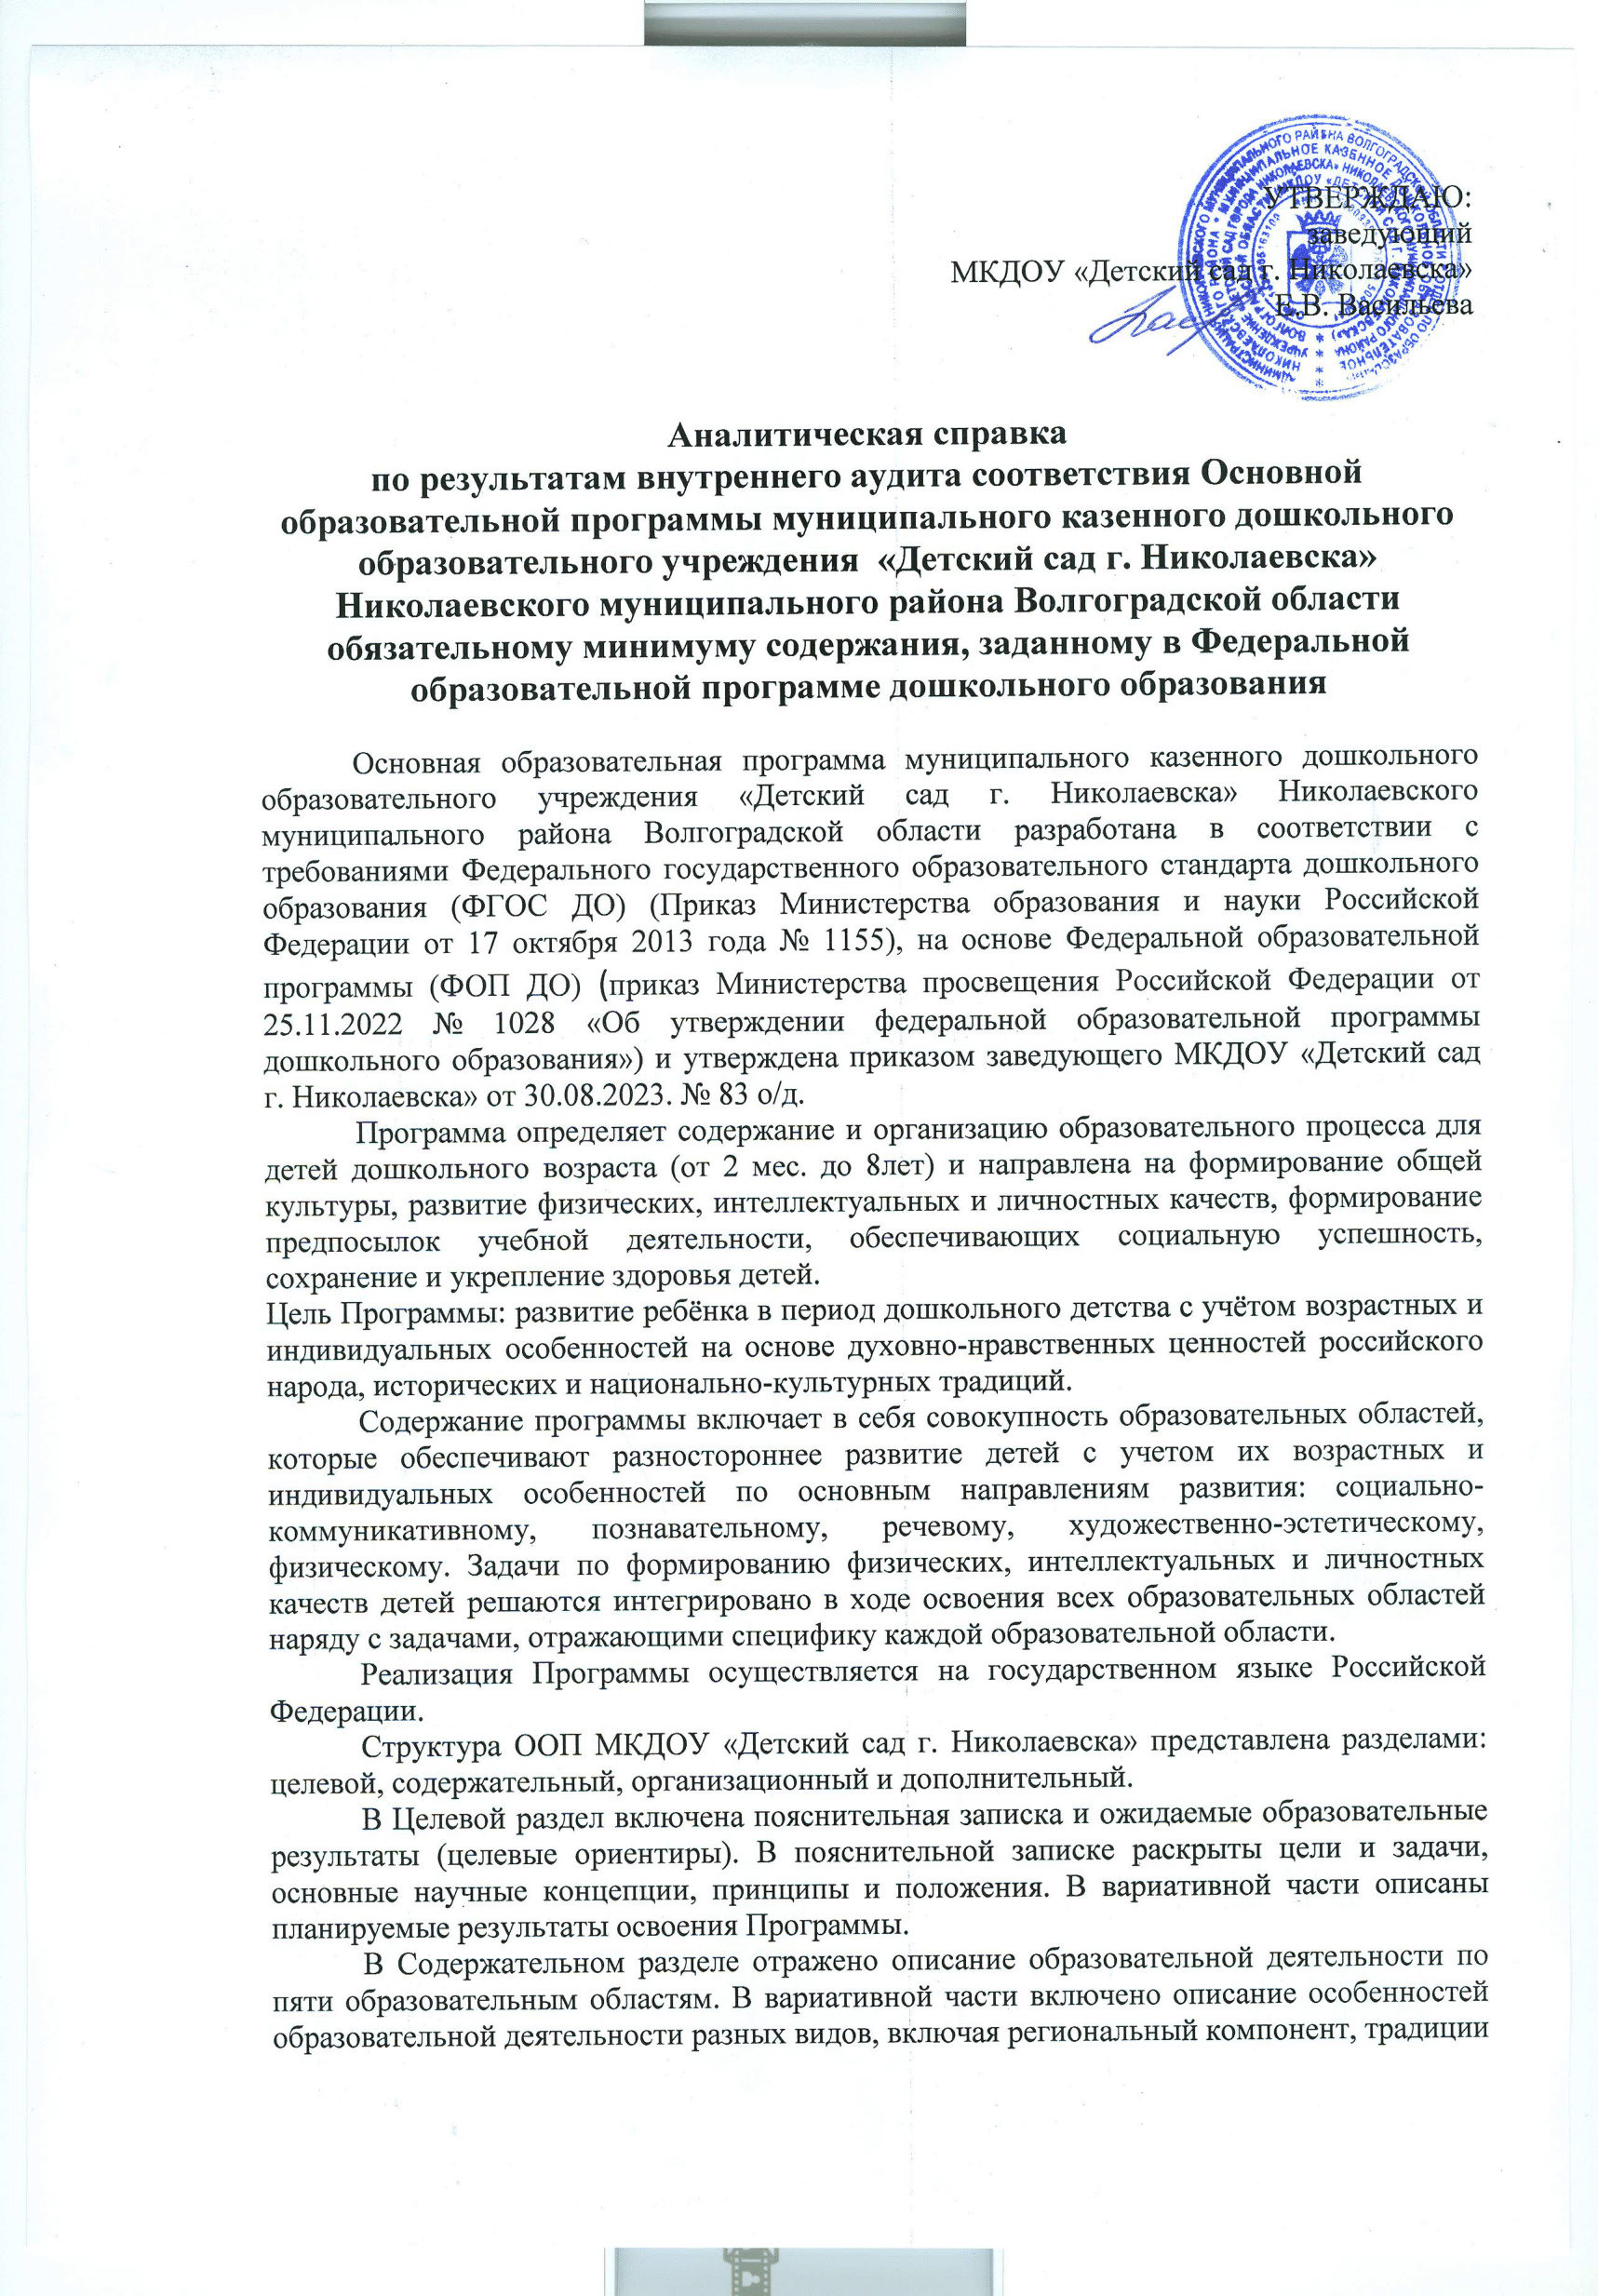 УТВЕРЖДАЮ:
заведующий
МКДОУ «Детский сад г. Николаевска»
Е.В. Васильева
Аналитическая справка
по результатам внутреннего аудита соответствия Основной
образовательной программы муниципального казенного дошкольного
образовательного учреждения «Детский сад г. Николаевска»
Николаевского муниципального района Волгоградской области
обязательному минимуму содержания, заданному в Федеральной
образовательной программе дошкольного образования
Основная образовательная программа муниципального казенного дошкольного
образовательного учреждения «Детский сад г. Николаевска» Николаевского
муниципального района Волгоградской области разработана в соответствии с
требованиями Федерального государственного образовательного стандарта дошкольного
образования (ФГОС ДО) (Приказ Министерства образования и науки Российской
Федерации от 17 октября 2013 года № 1155), на основе Федеральной образовательной
программы (ФОП ДО) (приказ Министерства просвещения Российской Федерации от
25.11.2022 № 1028 «Об утверждении федеральной образовательной программы
дошкольного образования») и утверждена приказом заведующего МКДОУ «Детский сад
г. Николаевска» от 30.08.2023. № 83 о/д.
Программа определяет содержание и организацию образовательного процесса для
детей дошкольного возраста (от 2 мес. до 8лет) и направлена на формирование общей
культуры, развитие физических, интеллектуальных и личностных качеств, формирование
предпосылок учебной деятельности, обеспечивающих социальную успешность,
сохранение и укрепление здоровья детей.
Цель Программы: развитие ребёнка в период дошкольного детства с учётом возрастных и
индивидуальных особенностей на основе духовно-нравственных ценностей российского
народа, исторических и национально-культурных традиций.
Содержание программы включает в себя совокупность образовательных областей,
которые обеспечивают разностороннее развитие детей с учетом их возрастных и
индивидуальных особенностей по основным направлениям развития: социально-
коммуникативному, познавательному, речевому, художественно-эстетическому,
физическому. Задачи по формированию физических, интеллектуальных и личностных
качеств детей решаются интегрировано в ходе освоения всех образовательных областей
наряду с задачами, отражающими специфику каждой образовательной области.
Реализация Программы осуществляется на государственном языке Российской
Федерации.
Структура ООП МКДОУ «Детский сад г. Николаевска» представлена разделами:
целевой, содержательный, организационный и дополнительный.
В Целевой раздел включена пояснительная записка и ожидаемые образовательные
результаты (целевые ориентиры). В пояснительной записке раскрыты цели и задачи,
основные научные концепции, принципы и положения. В вариативной части описаны
планируемые результаты освоения Программы.
В Содержательном разделе отражено описание образовательной деятельности по
пяти образовательным областям. В вариативной части включено описание особенностей
образовательной деятельности разных видов, включая региональный компонент, традиции